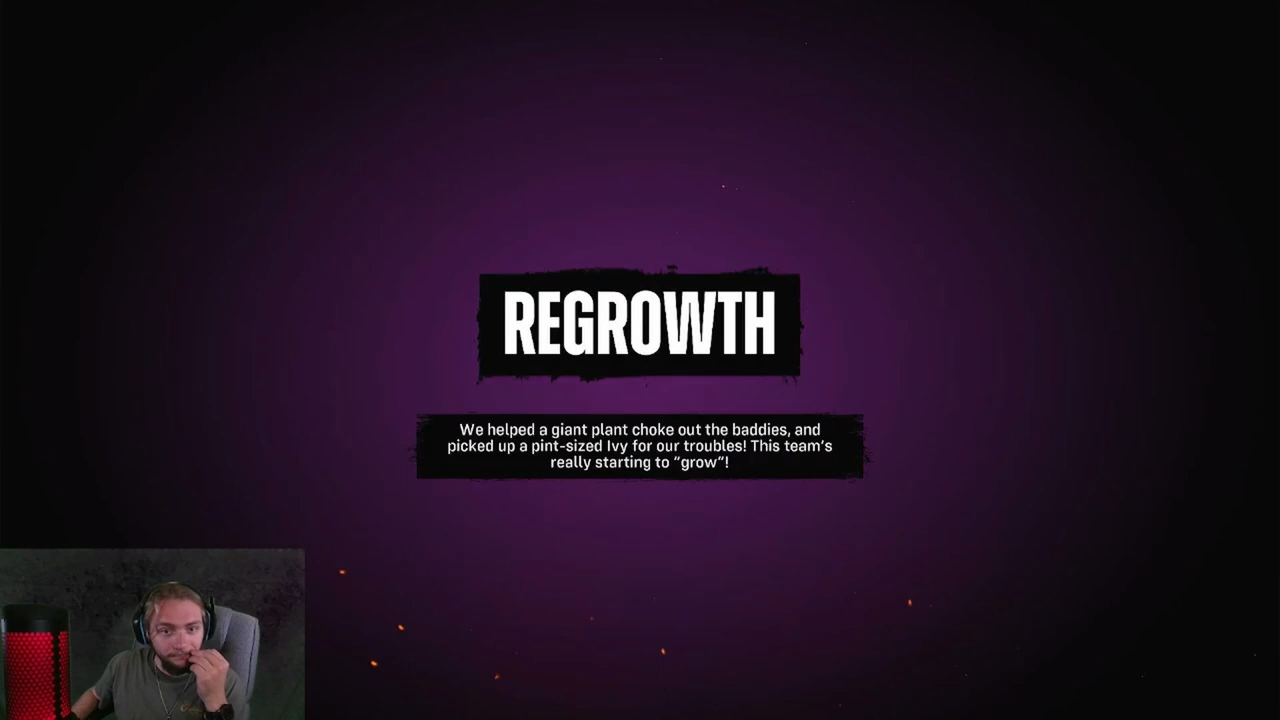 REGROWTH
We helped a giant plant choke out the baddies, and
picked up a pint-sized Ivy for our troubles! This team's
really starting to “grow”!